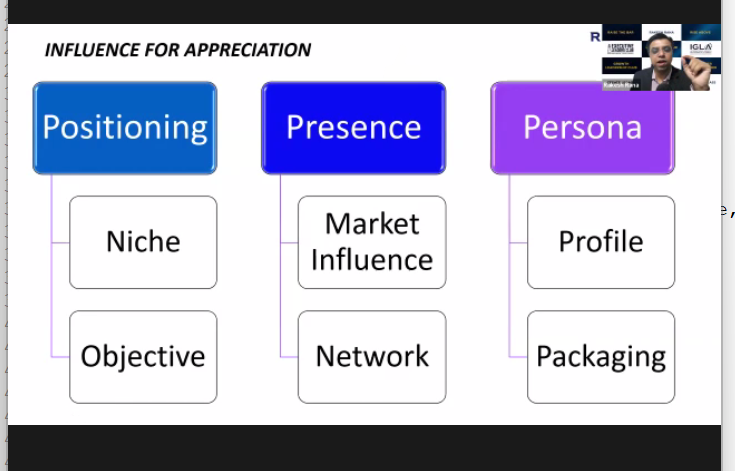 INFLUENCE FOR APPRECIATION
Positioning
Niche
Objective
Presence
Market
Influence
Network
Persona
Profile
Packaging
R
IGLA
Rakesh Rana
e,